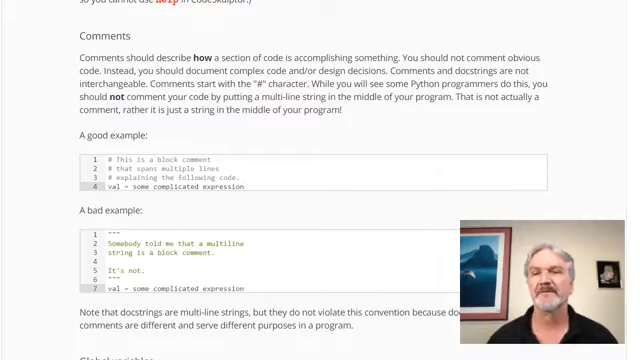 so you cannot use help in CodeSkulptor.)
Comments
Comments should describe how a section of code is accomplishing something. You should not comment obvious
code. Instead, you should document complex code and/or design decisions. Comments and docstrings are not
interchangeable. Comments start with the "#" character. While you will see some Python programmers do this, you
should not comment your code by putting a multi-line string in the middle of your program. That is not actually a
comment, rather it is just a string in the middle of your program!
A good example:
1 # This is a block comment
2 # that spans multiple lines
3 # explaining the following code.
4 val = some complicated expression
A bad example:
1 """
2 Somebody told me that a multiline
3 string is a block comment.
4
5 It's not.
6 """
7 val = some complicated expression
Note that docstrings are multi-line strings, but they do not violate this convention because
comments are different and serve different purposes in a program.
Global variables